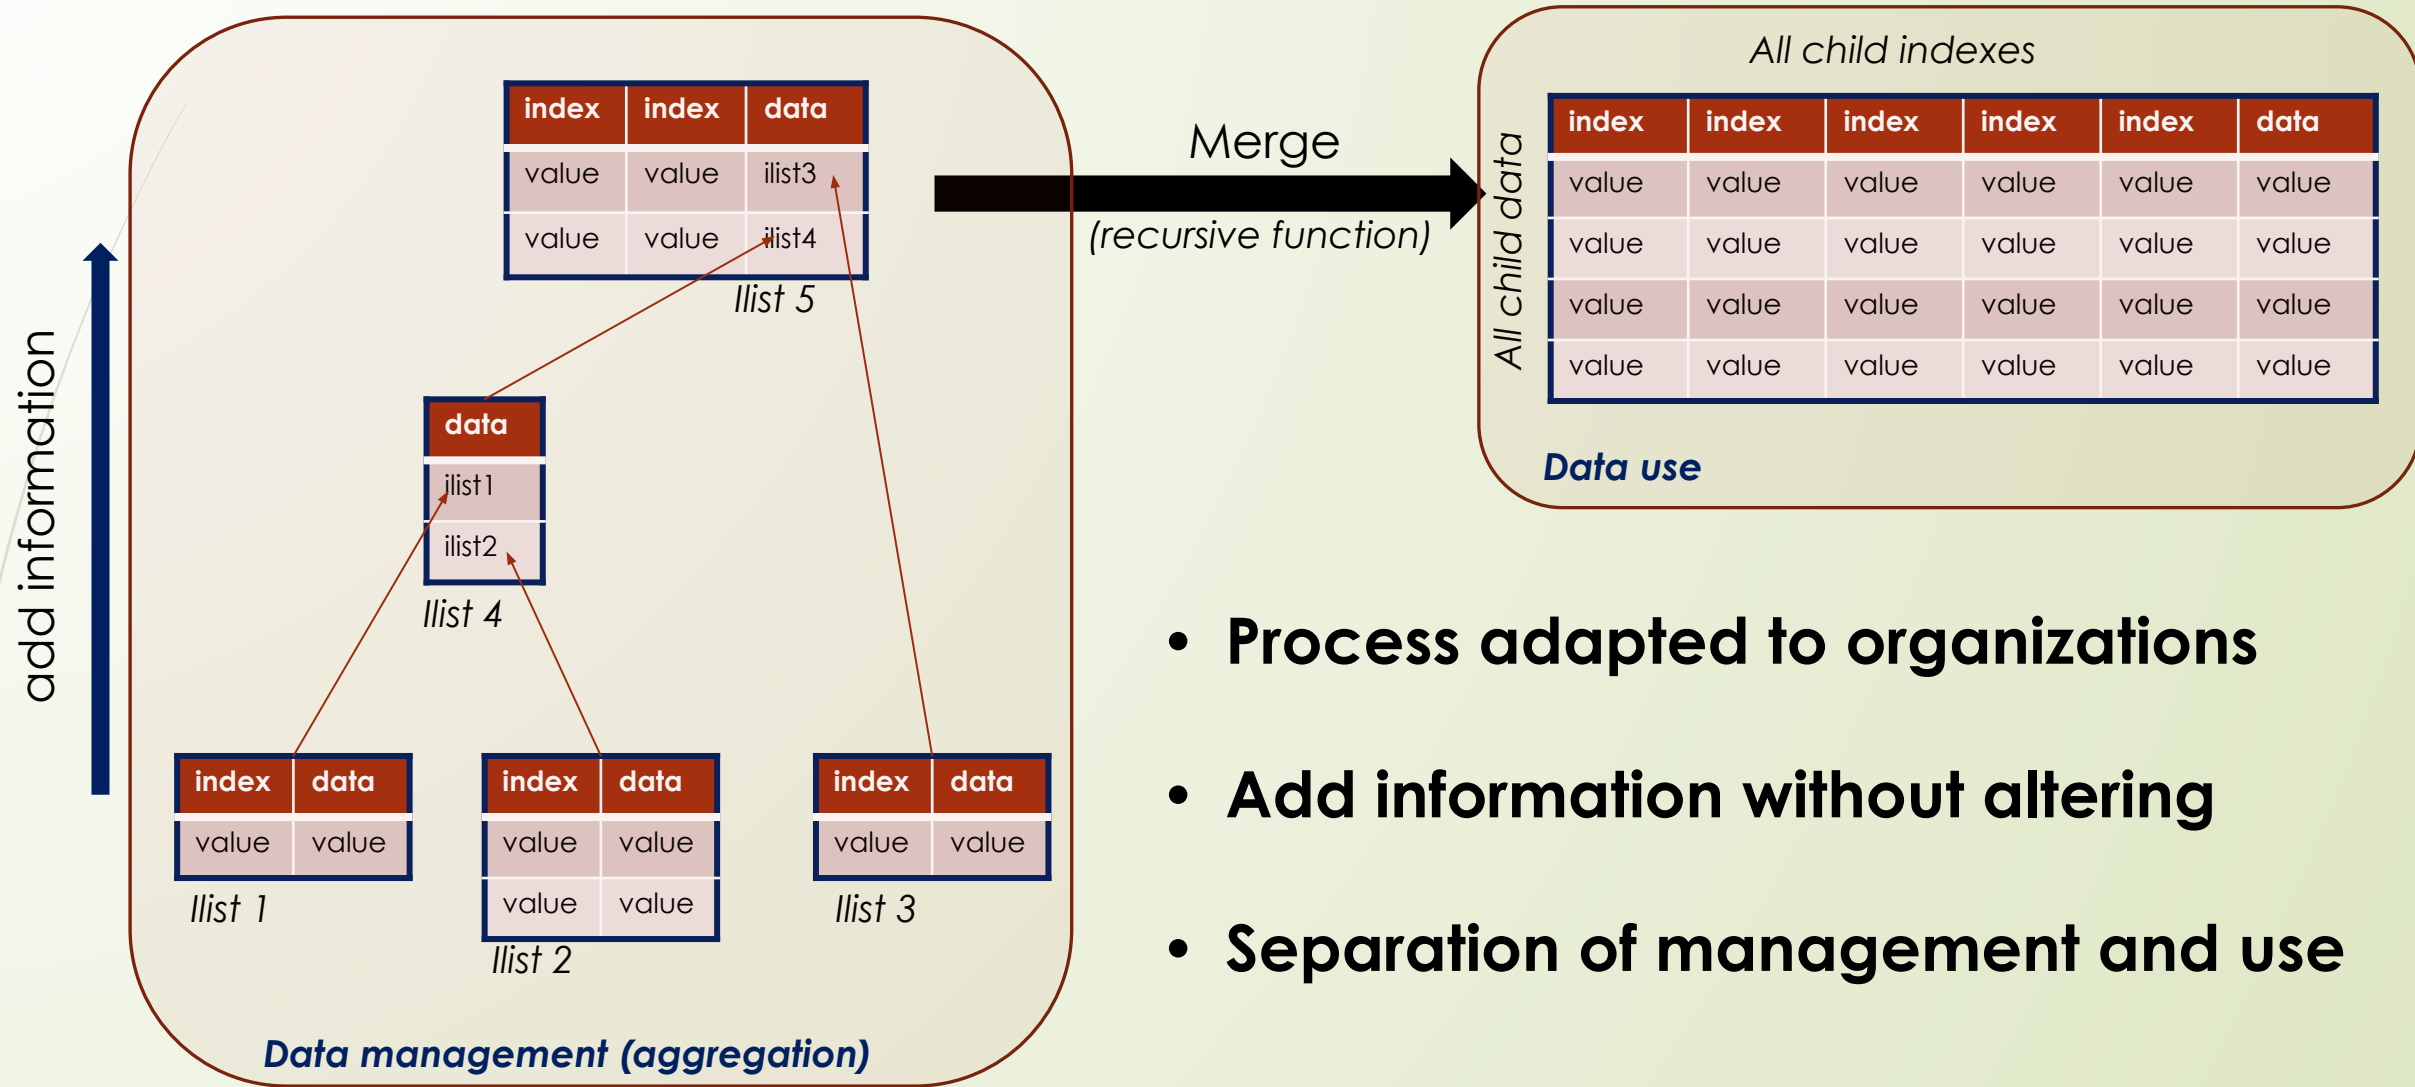 add information
index index data
value value ilist3
value value ilist4
Ilist 5
data
ilist1
ilist2
Ilist 4
index data
value value
Ilist 1
index data
value value
value value
Ilist 2
index data
value value
Ilist 3
Data management (aggregation)
Merge
(recursive function)
All child indexes
All child data
index index index index index data
value value value value value value
value value value value value value
value value value value value value
value value value value value value
Data use
• Process adapted to organizations
• Add information without altering
• Separation of management and use